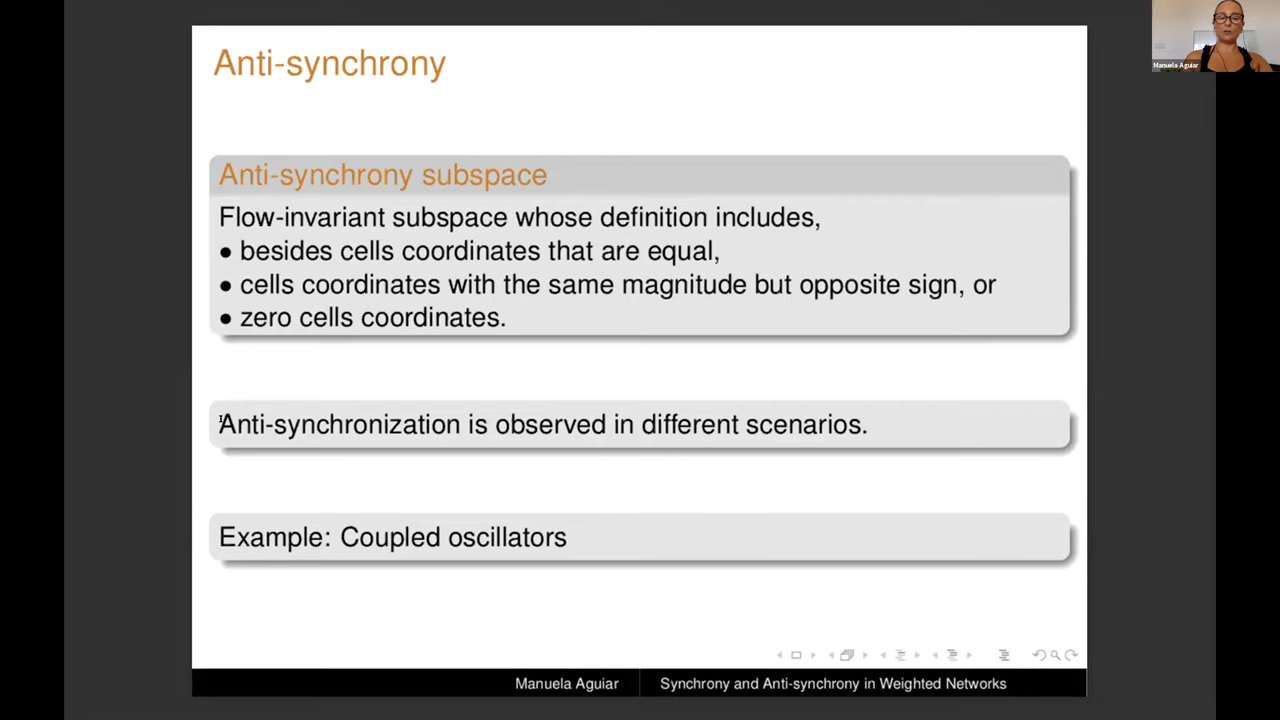 Anti-synchrony
Anti-synchrony subspace
Flow-invariant subspace whose definition includes,
• besides cells coordinates that are equal,
• cells coordinates with the same magnitude but opposite sign, or
• zero cells coordinates.
Anti-synchronization is observed in different scenarios.
Example: Coupled oscillators
Manuela Aguiar
Synchrony and Anti-synchrony in Weighted Networks
Manuela Aguiar